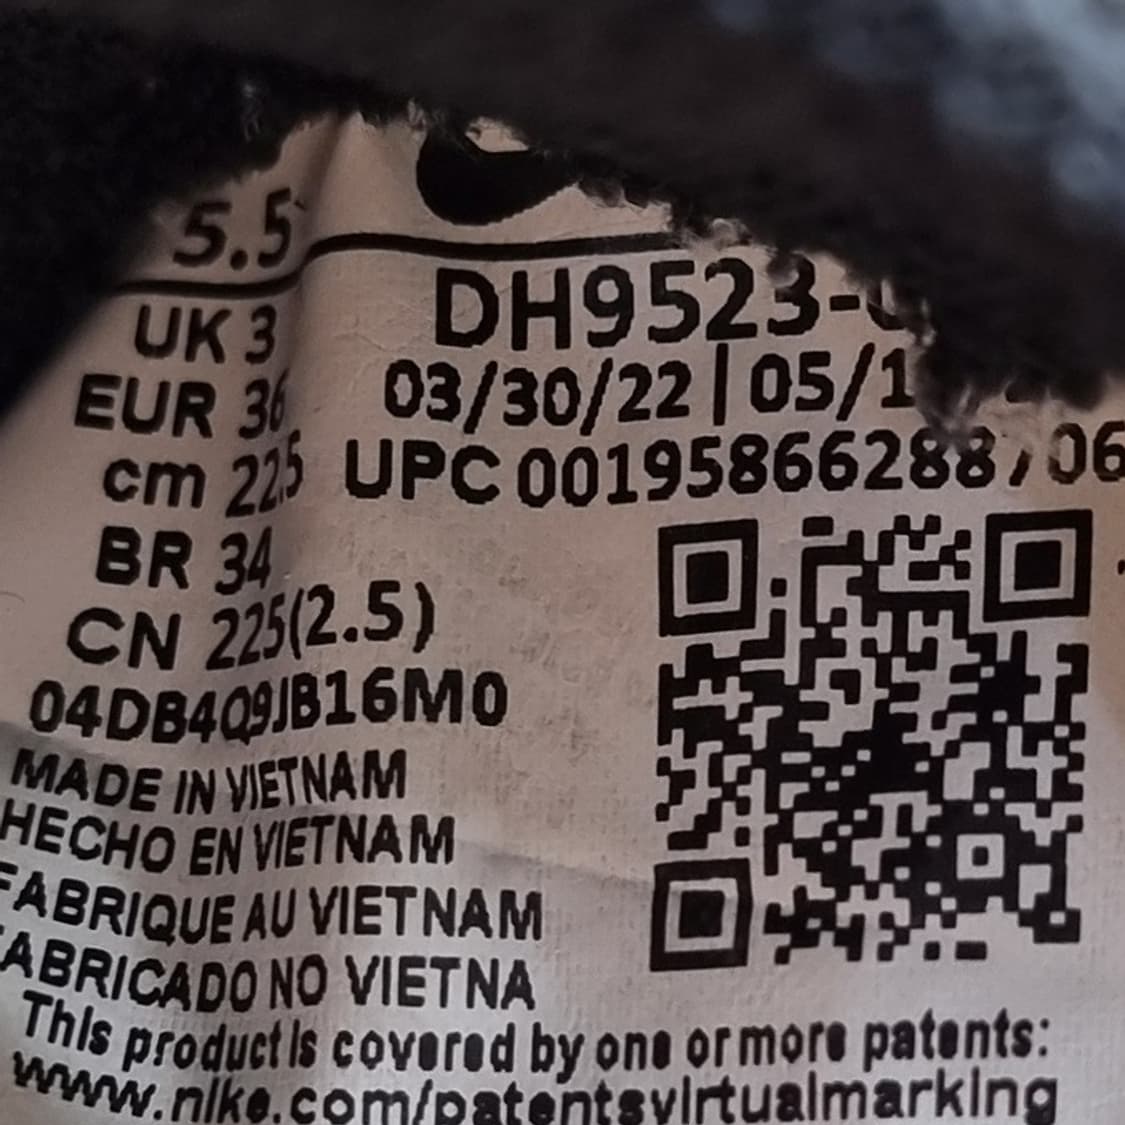 5.5
UK 3
EUR 36
cm 22.5
BR 34
CN 225(2.5)
04DB4Q9JB16M0
DH9523-
03/30/22 | 05/1
UPC 00195866288706
MADE IN VIETNAM
HECHO EN VIETNAM
FABRIQUE AU VIETNAM
FABRICADO NO VIETNA
This product is covered by one or more patents:
www.nike.com/patentsvirtualmarking